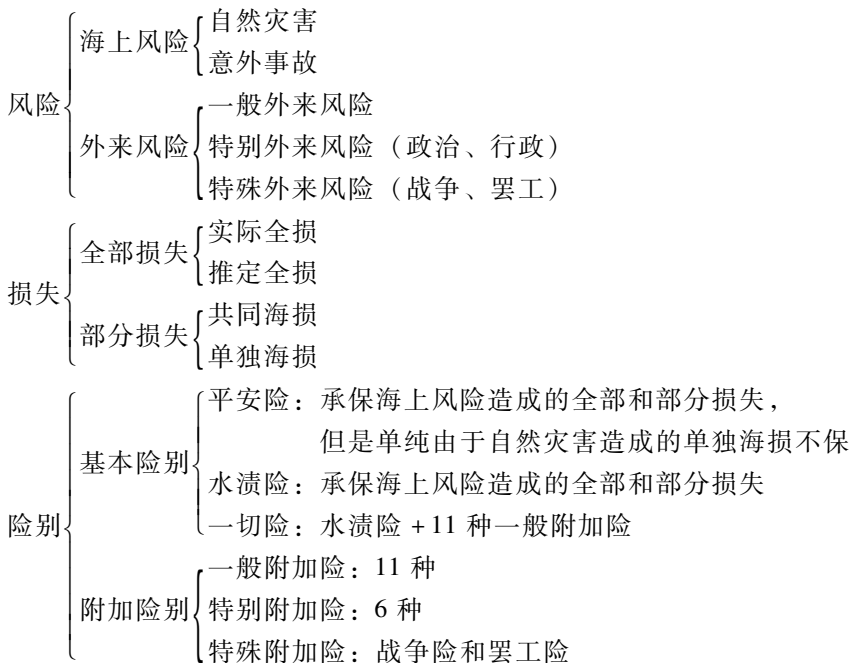 风险
海上风险
自然灾害
意外事故
外来风险
一般外来风险
特别外来风险（政治、行政）
特殊外来风险（战争、罢工）
损失
全部损失
实际全损
推定全损
部分损失
共同海损
单独海损
险别
基本险别
平安险：承保海上风险造成的全部和部分损失，
但是单纯由于自然灾害造成的单独海损不保
水渍险：承保海上风险造成的全部和部分损失
一切险：水渍险+11 种一般附加险
附加险别
一般附加险：11 种
特别附加险：6 种
特殊附加险：战争险和罢工险